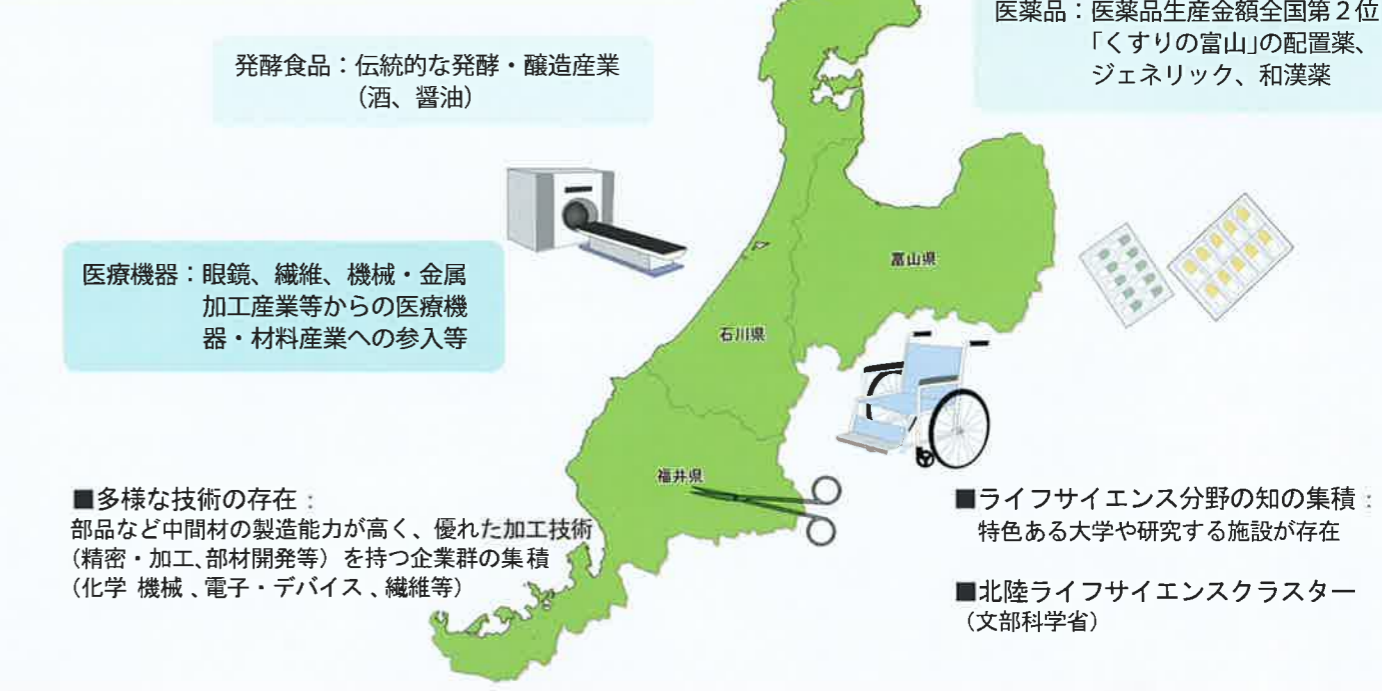 医薬品：医薬品生産金額全国第２位
「くすりの富山」の配置薬、
ジェネリック、和漢薬
発酵食品：伝統的な発酵・醸造産業
（酒、醤油）
医療機器：眼鏡、繊維、機械・金属
加工産業等からの医療機
器・材料産業への参入等
富山県
石川県
福井県
■多様な技術の存在：
部品など中間材の製造能力が高く、優れた加工技術
（精密・加工、部材開発等）を持つ企業群の集積
（化学 機械 、電子・デバイス 、繊維等）
■ライフサイエンス分野の知の集積：
特色ある大学や研究する施設が存在
■北陸ライフサイエンスクラスター
（文部科学省）